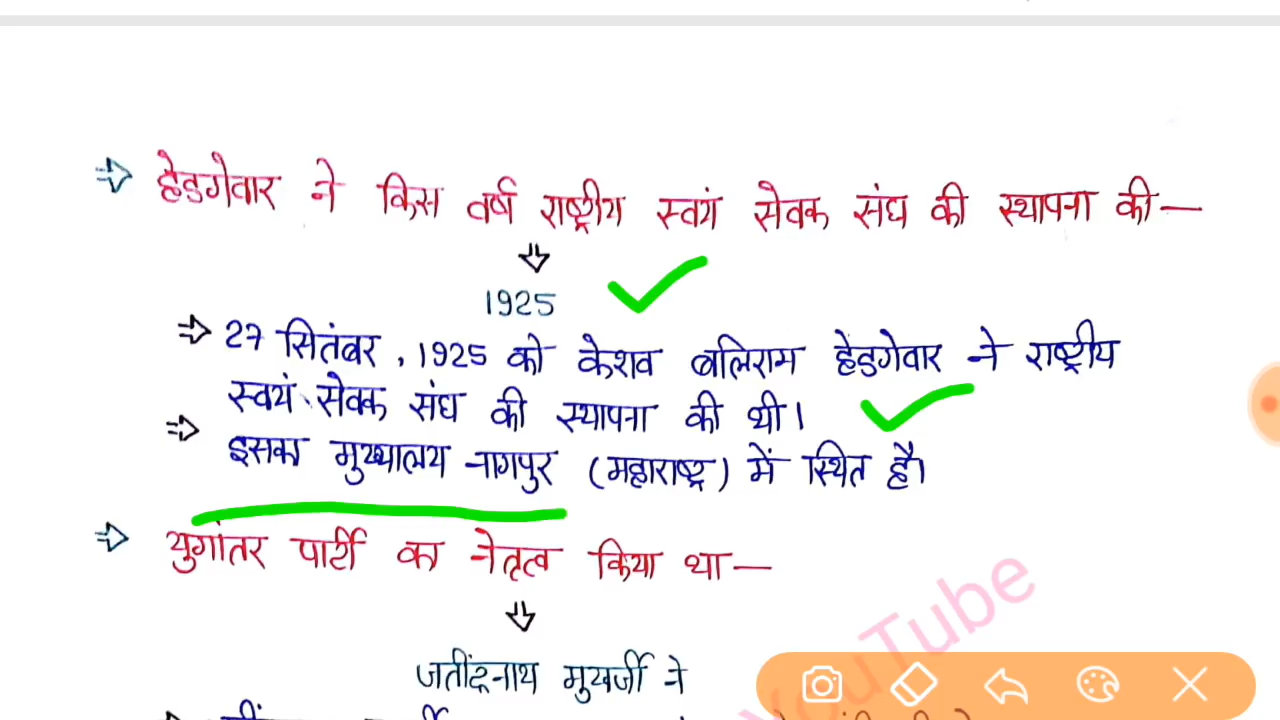 ⇒ हेडगेवार ने किस वर्ष राष्ट्रीय स्वयं सेवक संघ की स्थापना की —
1925
⇒ 27 सितंबर, 1925 को केशव बलिराम हेडगेवार ने राष्ट्रीय
स्वयं सेवक संघ की स्थापना की थी।
⇒ इसका मुख्यालय नागपुर (महाराष्ट्र) में स्थित है।
⇒ युगांतर पार्टी का नेतृत्व किया था —
जतींद्रनाथ मुखर्जी ने
YouTube